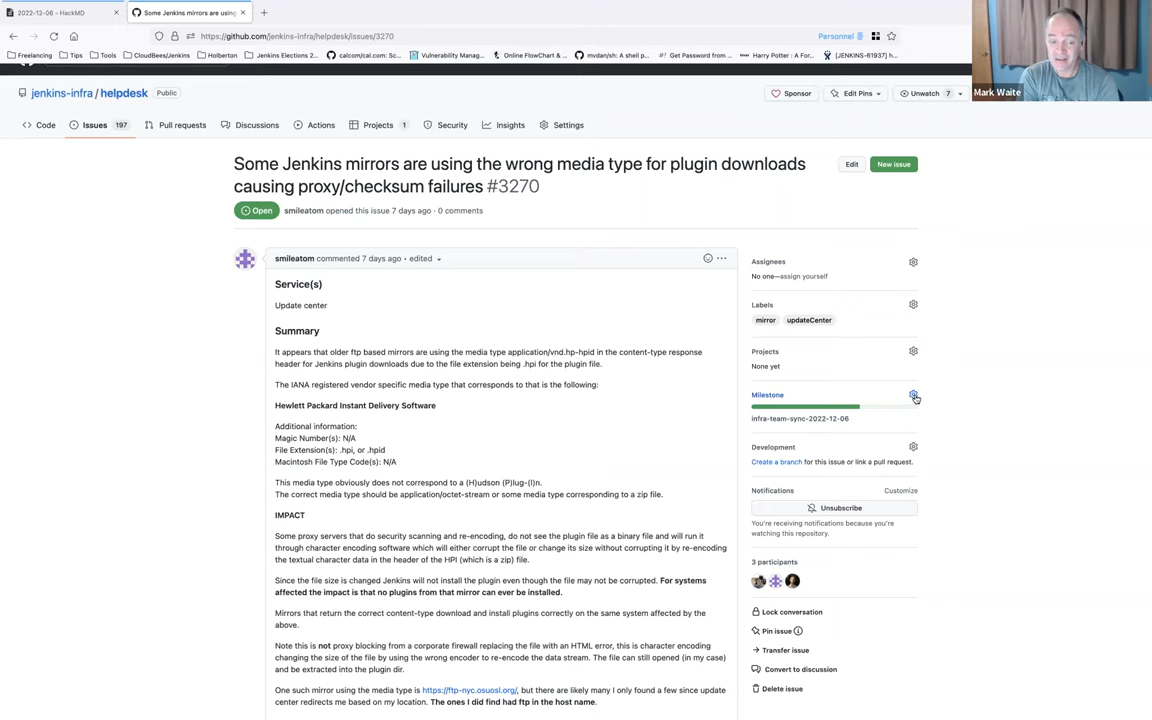 2022-12-06 - HackMD
Some Jenkins mirrors are using
https://github.com/jenkins-infra/helpdesk/issues/3270
Personnel
Freelancing
Tips
Tools
CloudBees/Jenkins
Holberton
Jenkins Elections 2...
calcom/cal.com: Sc...
Vulnerability Manag...
Online FlowChart & ...
mvdan/sh: A shell p...
Get Password from ...
Harry Potter : A For...
[JENKINS-61937] h...
Mark Waite
jenkins-infra / helpdesk Public
Sponsor
Edit Pins
Unwatch 7
Code
Issues 197
Pull requests
Discussions
Actions
Projects 1
Security
Insights
Settings
Some Jenkins mirrors are using the wrong media type for plugin downloads
causing proxy/checksum failures #3270
Edit
New issue
Open
smileatom opened this issue 7 days ago · 0 comments
smileatom commented 7 days ago • edited
Service(s)
Update center
Summary
It appears that older ftp based mirrors are using the media type application/vnd.hp-hpid in the content-type response
header for Jenkins plugin downloads due to the file extension being .hpi for the plugin file.
The IANA registered vendor specific media type that corresponds to that is the following:
Hewlett Packard Instant Delivery Software
Additional information:
Magic Number(s): N/A
File Extension(s): .hpi, or .hpid
Macintosh File Type Code(s): N/A
This media type obviously does not correspond to a (H)udson (P)lug-(I)n.
The correct media type should be application/octet-stream or some media type corresponding to a zip file.
IMPACT
Some proxy servers that do security scanning and re-encoding, do not see the plugin file as a binary file and will run it
through character encoding software which will either corrupt the file or change its size without corrupting it by re-encoding
the textual character data in the header of the HPI (which is a zip) file.
Since the file size is changed Jenkins will not install the plugin even though the file may not be corrupted. For systems
affected the impact is that no plugins from that mirror can ever be installed.
Mirrors that return the correct content-type download and install plugins correctly on the same system affected by the
above.
Note this is not proxy blocking from a corporate firewall replacing the file with an HTML error, this is character encoding
changing the size of the file by using the wrong encoder to re-encode the data stream. The file can still opened (in my case)
and be extracted into the plugin dir.
One such mirror using the media type is https://ftp-nyc.osuosl.org/, but there are likely many I only found a few since update
center redirects me based on my location. The ones I did find had ftp in the host name.
Assignees
No one—assign yourself
Labels
mirror updateCenter
Projects
None yet
Milestone
infra-team-sync-2022-12-06
Development
Create a branch for this issue or link a pull request.
Notifications Customize
Unsubscribe
You're receiving notifications because you're
watching this repository.
3 participants
Lock conversation
Pin issue
Transfer issue
Convert to discussion
Delete issue